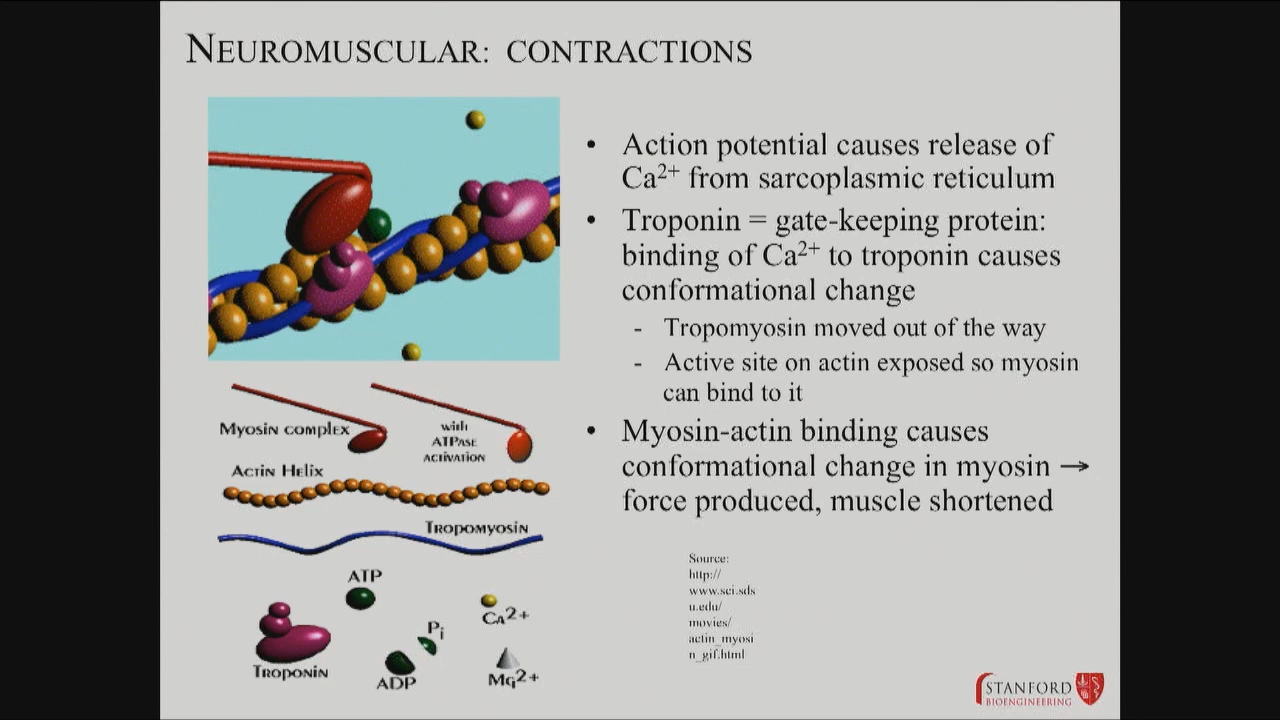 NEUROMUSCULAR: CONTRACTIONS
• Action potential causes release of
Ca²⁺ from sarcoplasmic reticulum
• Troponin = gate-keeping protein:
binding of Ca²⁺ to troponin causes
conformational change
- Tropomyosin moved out of the way
- Active site on actin exposed so myosin
can bind to it
• Myosin-actin binding causes
conformational change in myosin →
force produced, muscle shortened
Myosin complex
with
ATPase
activation
Actin Helix
Tropomyosin
ATP
Ca²⁺
Pi
Troponin
ADP
Mg²⁺
Source:
http://
www.sci.sds
u.edu/
movies/
actin_myosi
n_gif.html
STANFORD
BIOENGINEERING